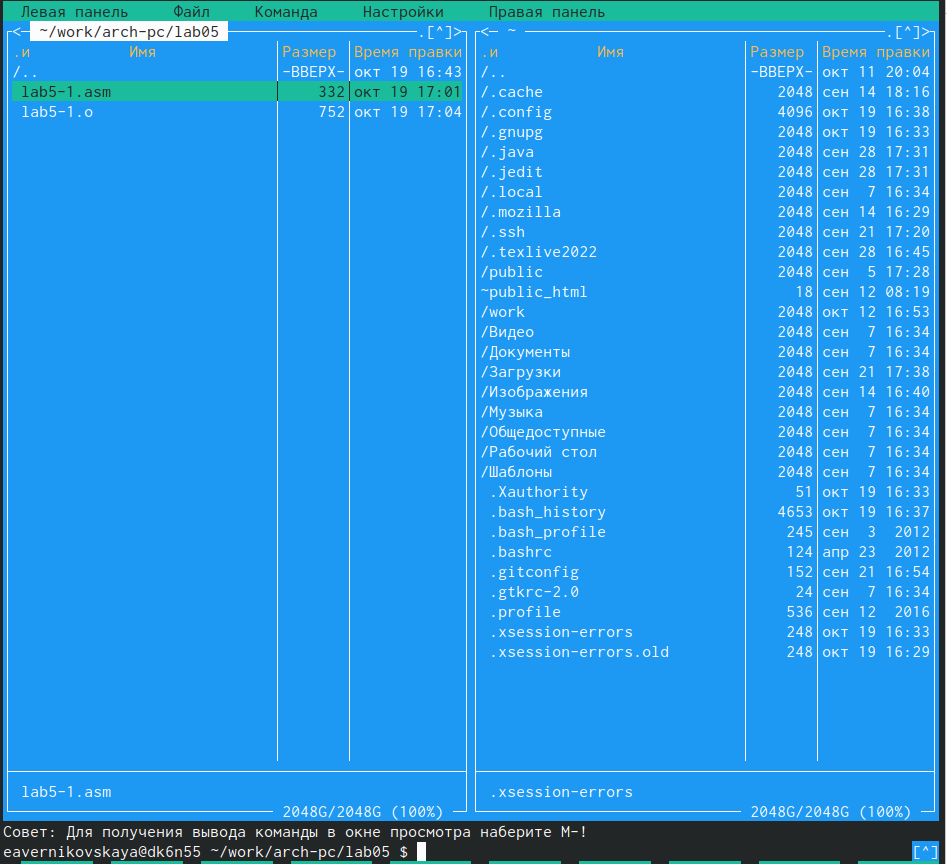 Левая панель Файл Команда Настройки Правая панель
<- ~/work/arch-pc/lab05 .[^]>
.и Имя Размер Время правки
/.. -ВВЕРХ- окт 19 16:43
lab5-1.asm 332 окт 19 17:01
lab5-1.o 752 окт 19 17:04
lab5-1.asm
2048G/2048G (100%)
<- ~ .[^]>
.и Имя Размер Время правки
/.. -ВВЕРХ- окт 11 20:04
/.cache 2048 сен 14 18:16
/.config 4096 окт 19 16:38
/.gnupg 2048 окт 19 16:33
/.java 2048 сен 28 17:31
/.jedit 2048 сен 28 17:31
/.local 2048 сен 7 16:34
/.mozilla 2048 сен 14 16:29
/.ssh 2048 сен 21 17:20
/.texlive2022 2048 сен 28 16:45
/public 2048 сен 5 17:28
~public_html 18 сен 12 08:19
/work 2048 окт 12 16:53
/Видео 2048 сен 7 16:34
/Документы 2048 сен 7 16:34
/Загрузки 2048 сен 21 17:38
/Изображения 2048 сен 14 16:40
/Музыка 2048 сен 7 16:34
/Общедоступные 2048 сен 7 16:34
/Рабочий стол 2048 сен 7 16:34
/Шаблоны 2048 сен 7 16:34
.Xauthority 51 окт 19 16:33
.bash_history 4653 окт 19 16:37
.bash_profile 245 сен 3 2012
.bashrc 124 апр 23 2012
.gitconfig 152 сен 21 16:54
.gtkrc-2.0 24 сен 7 16:34
.profile 536 сен 12 2016
.xsession-errors 248 окт 19 16:33
.xsession-errors.old 248 окт 19 16:29
.xsession-errors
2048G/2048G (100%)
Совет: Для получения вывода команды в окне просмотра наберите M-!
eavernikovskaya@dk6n55 ~/work/arch-pc/lab05 $ [^]